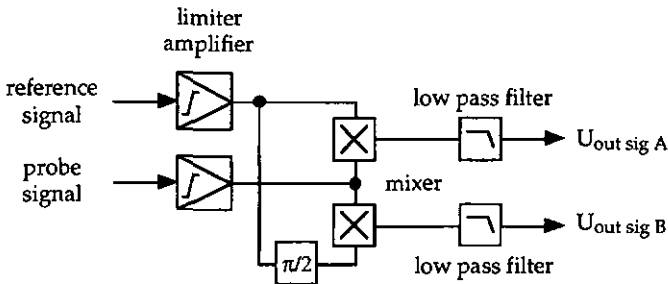 limiter
amplifier
reference
signal
low pass filter
U_out sig A
probe
signal
mixer
U_out sig B
π/2
low pass filter